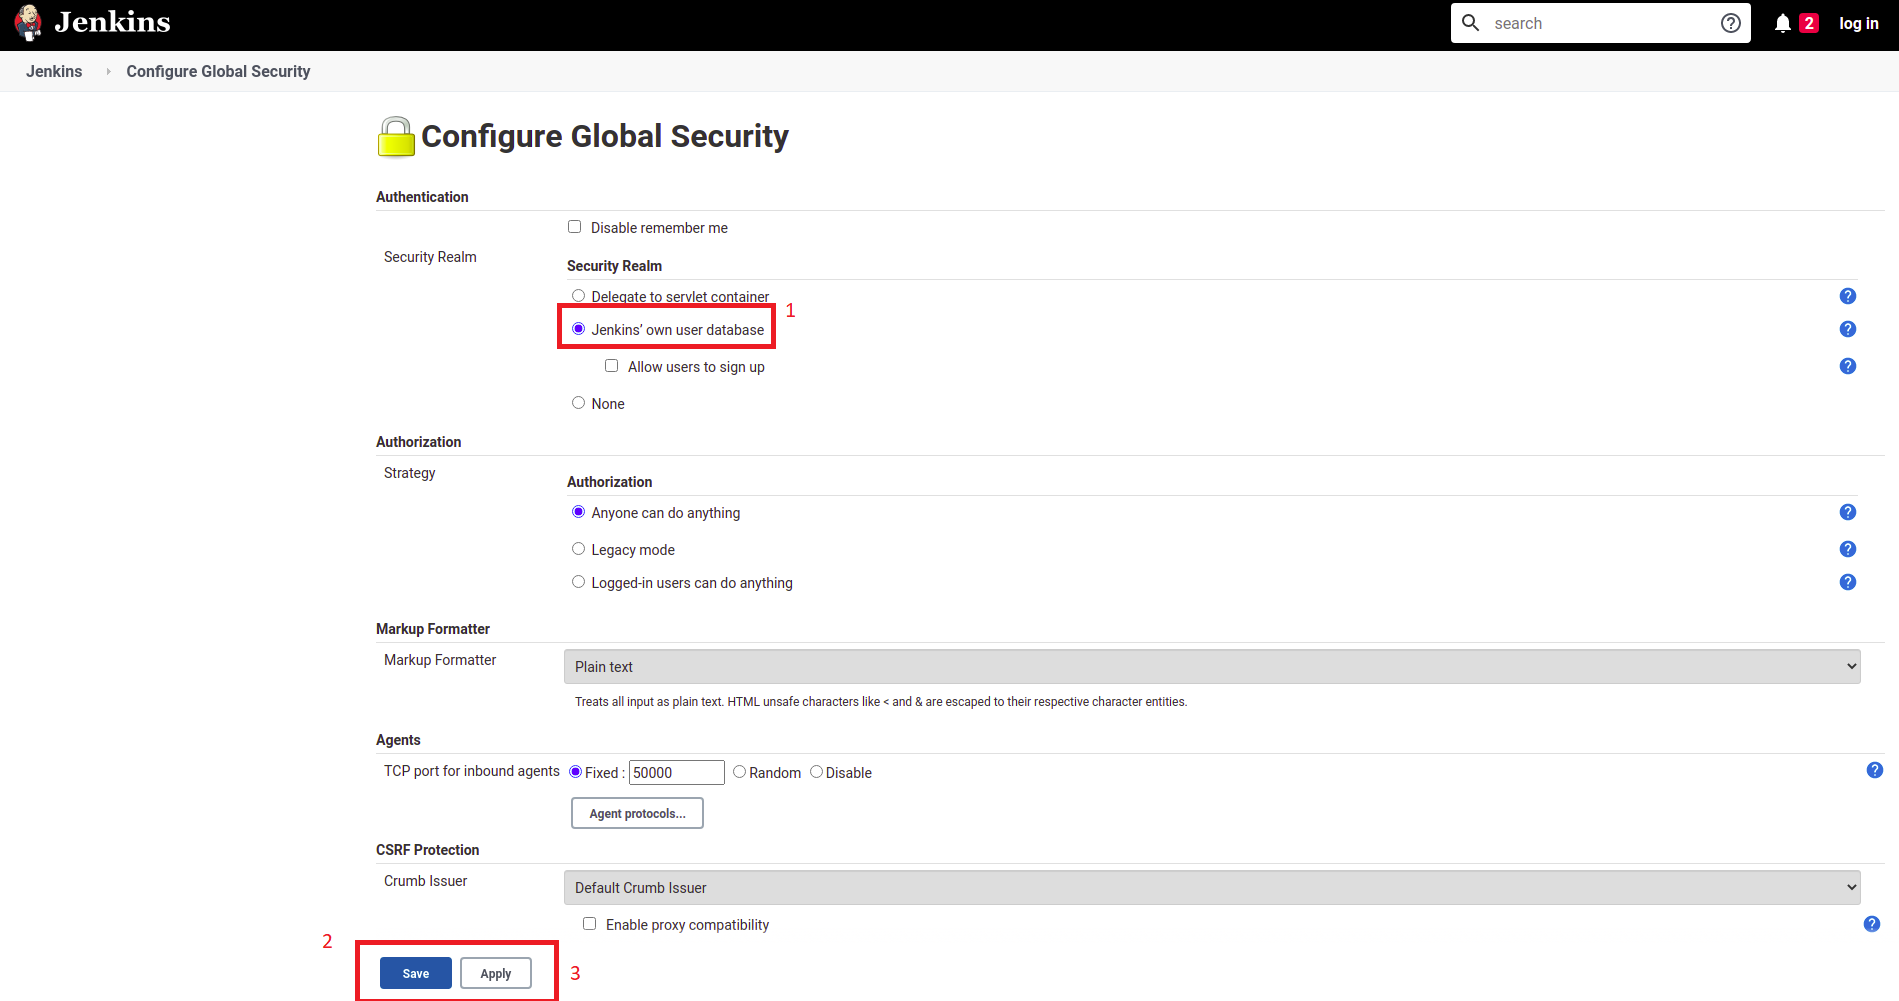 Jenkins
search
2
log in
Jenkins
Configure Global Security
Configure Global Security
Authentication
Disable remember me
Security Realm
Security Realm
Delegate to servlet container
?
1
Jenkins’ own user database
?
Allow users to sign up
?
None
Authorization
Strategy
Authorization
Anyone can do anything
?
Legacy mode
?
Logged-in users can do anything
?
Markup Formatter
Markup Formatter
Plain text
Treats all input as plain text. HTML unsafe characters like < and & are escaped to their respective character entities.
Agents
TCP port for inbound agents
Fixed : 50000 Random Disable
?
Agent protocols...
CSRF Protection
Crumb Issuer
Default Crumb Issuer
Enable proxy compatibility
?
2
Save
Apply
3